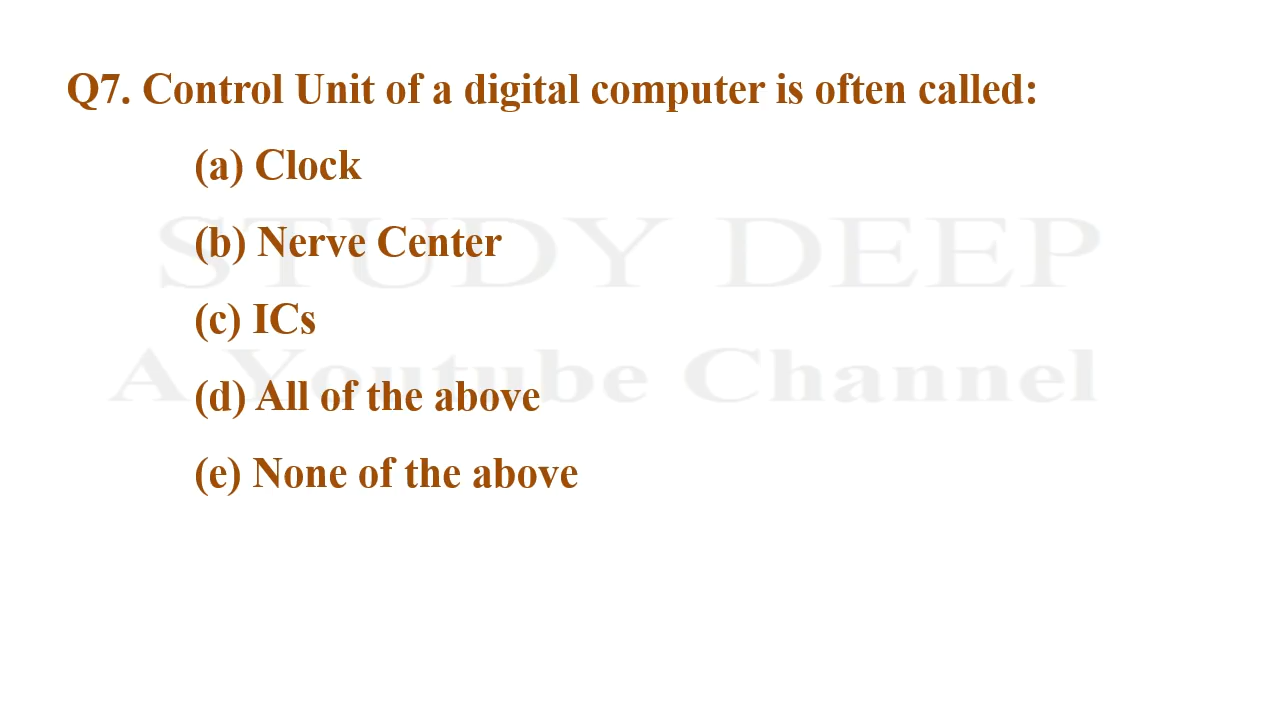 Q7. Control Unit of a digital computer is often called:
(a) Clock
STUDY DEEP
(b) Nerve Center
(c) ICs
A Youtube Channel
(d) All of the above
(e) None of the above